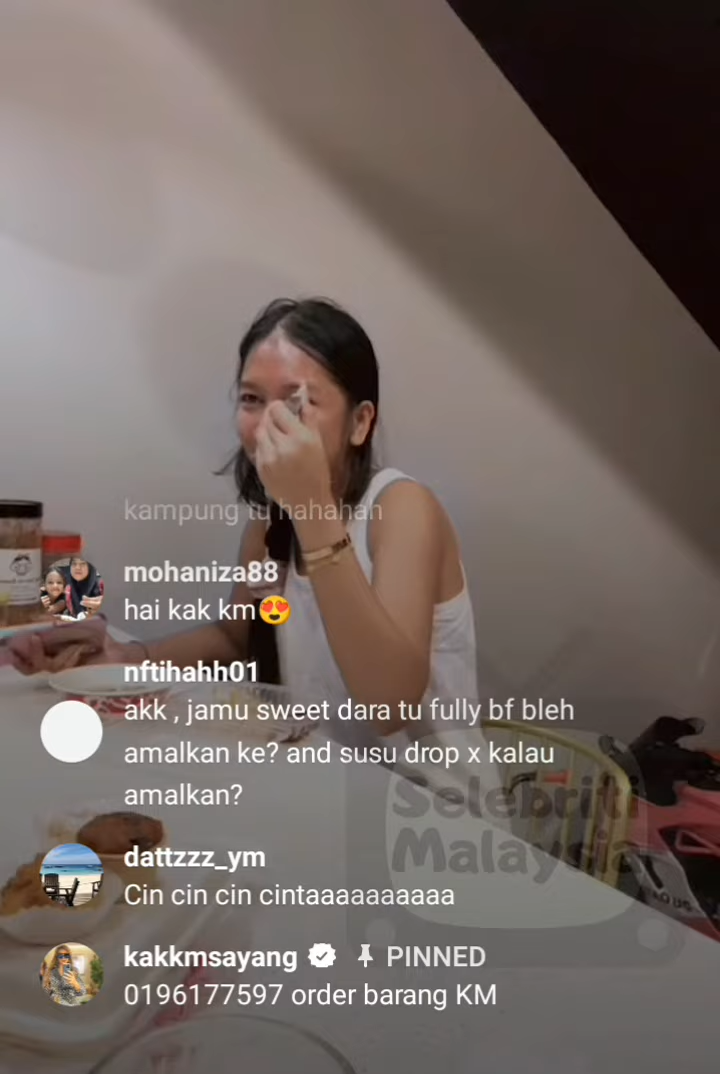 kampung tu hahahah
mohaniza88
hai kak km😍
nftihahh01
akk , jamu sweet dara tu fully bf bleh
amalkan ke? and susu drop x kalau
amalkan?
Selebriti
Malaysia
dattzzz_ym
Cin cin cin cintaaaaaaaaaa
kakkmsayang PINNED
0196177597 order barang KM